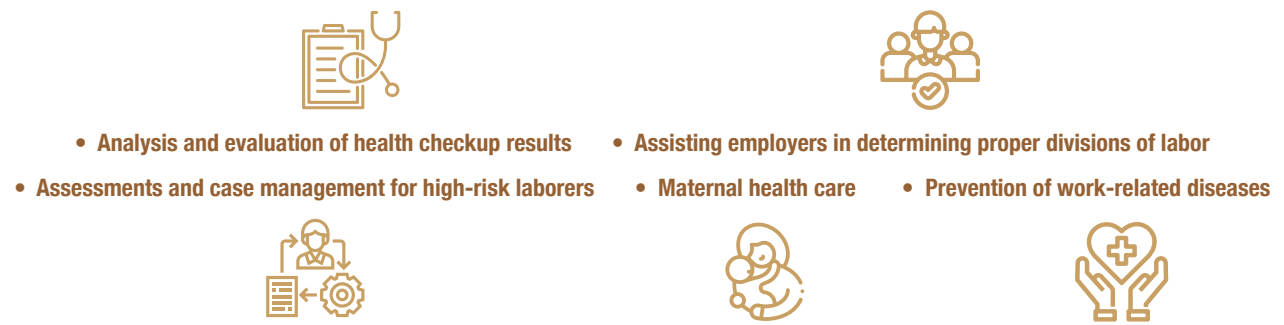 • Analysis and evaluation of health checkup results • Assisting employers in determining proper divisions of labor
• Assessments and case management for high-risk laborers • Maternal health care • Prevention of work-related diseases